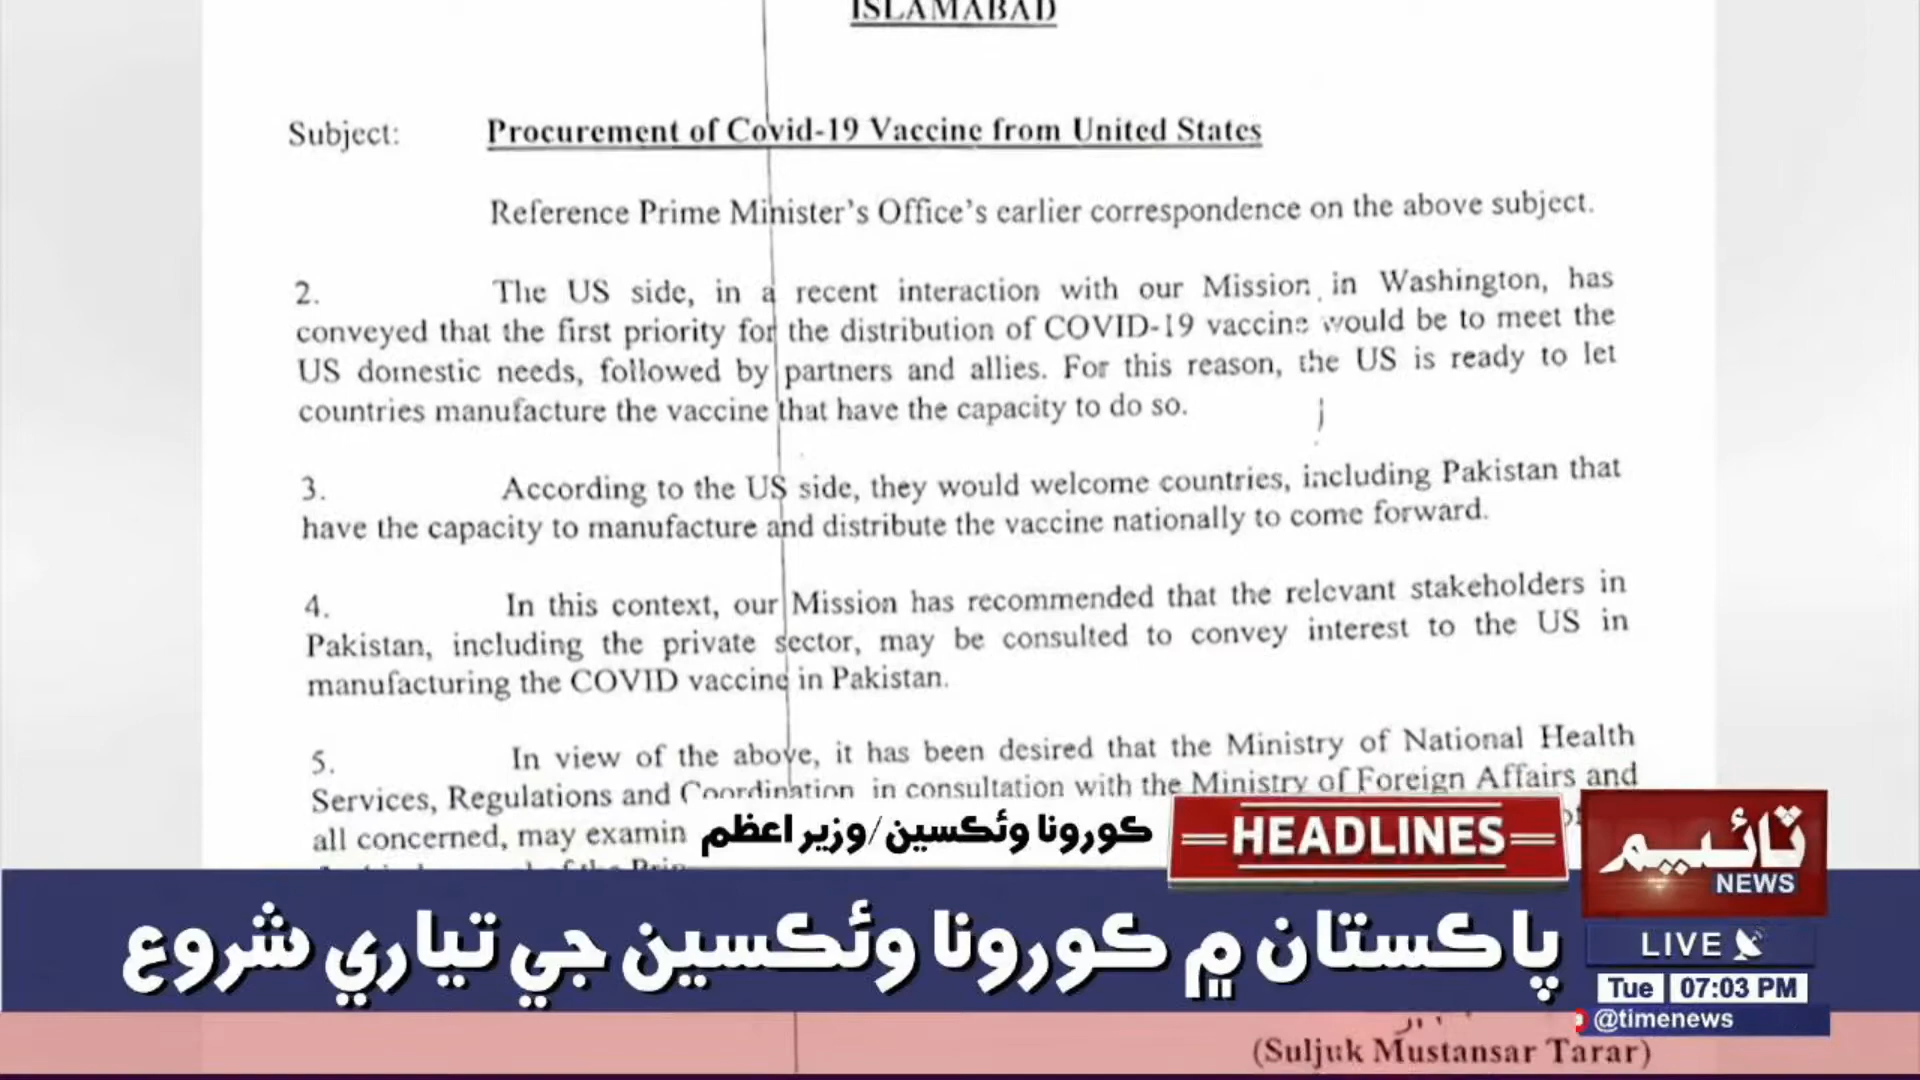 ISLAMABAD
Subject: Procurement of Covid-19 Vaccine from United States
Reference Prime Minister's Office's earlier correspondence on the above subject.
2. The US side, in a recent interaction with our Mission in Washington, has
conveyed that the first priority for the distribution of COVID-19 vaccine would be to meet the
US domestic needs, followed by partners and allies. For this reason, the US is ready to let
countries manufacture the vaccine that have the capacity to do so.
3. According to the US side, they would welcome countries, including Pakistan that
have the capacity to manufacture and distribute the vaccine nationally to come forward.
4. In this context, our Mission has recommended that the relevant stakeholders in
Pakistan, including the private sector, may be consulted to convey interest to the US in
manufacturing the COVID vaccine in Pakistan.
5. In view of the above, it has been desired that the Ministry of National Health
Services, Regulations and Coordination in consultation with the Ministry of Foreign Affairs and
all concerned, may
ڪورونا وئڪسين/وزير اعظم
HEADLINES
ٽائيم
NEWS
پاڪستان ۾ ڪورونا وئڪسين جي تياري شروع
LIVE
Tue 07:03 PM
@timenews
(Suljuk Mustansar Tarar)